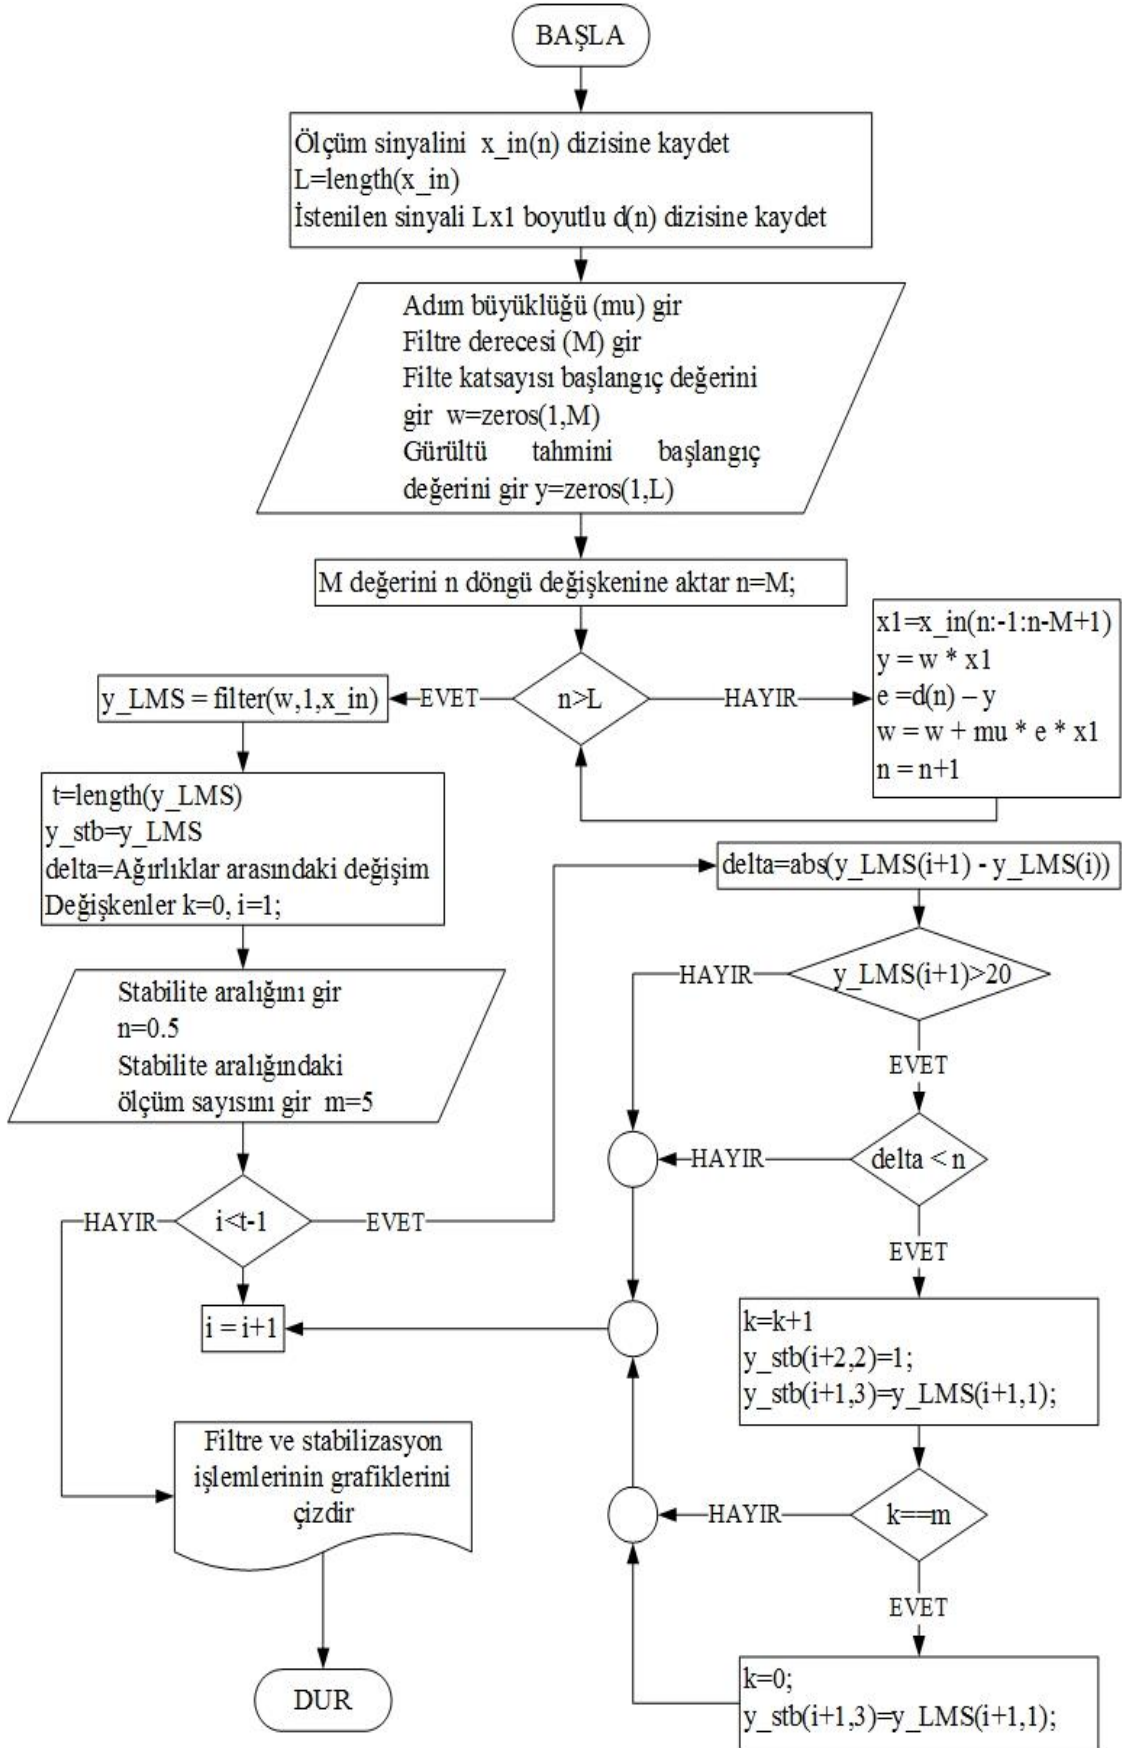 BAŞLA
Ölçüm sinyalini x_in(n) dizisine kaydet
L=length(x_in)
İstenilen sinyali Lx1 boyutlu d(n) dizisine kaydet
Adım büyüklüğü (mu) gir
Filtre derecesi (M) gir
Filte katsayısı başlangıç değerini
gir w=zeros(1,M)
Gürültü tahmini başlangıç
değerini gir y=zeros(1,L)
M değerini n döngü değişkenine aktar n=M;
n>L
HAYIR
x1=x_in(n:-1:n-M+1)
y = w * x1
e =d(n) – y
w = w + mu * e * x1
n = n+1
EVET
y_LMS = filter(w,1,x_in)
t=length(y_LMS)
y_stb=y_LMS
delta=Ağırlıklar arasındaki değişim
Değişkenler k=0, i=1;
Stabilite aralığını gir
n=0.5
Stabilite aralığındaki
ölçüm sayısını gir m=5
i<t-1
HAYIR
EVET
i = i+1
Filtre ve stabilizasyon
işlemlerinin grafiklerini
çizdir
DUR
delta=abs(y_LMS(i+1) - y_LMS(i))
y_LMS(i+1)>20
HAYIR
EVET
delta < n
HAYIR
EVET
k=k+1
y_stb(i+2,2)=1;
y_stb(i+1,3)=y_LMS(i+1,1);
k==m
HAYIR
EVET
k=0;
y_stb(i+1,3)=y_LMS(i+1,1);